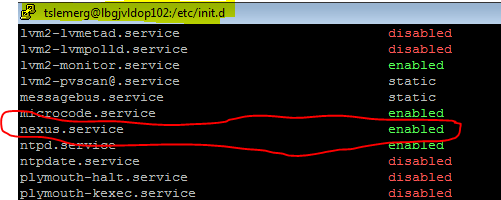 tslemerg@lbgjvldop102:/etc/init.d
lvm2-lvmetad.service disabled
lvm2-lvmpolld.service disabled
lvm2-monitor.service enabled
lvm2-pvscan@.service static
messagebus.service static
microcode.service enabled
nexus.service enabled
ntpd.service enabled
ntpdate.service disabled
plymouth-halt.service disabled
plymouth-kexec.service disabled